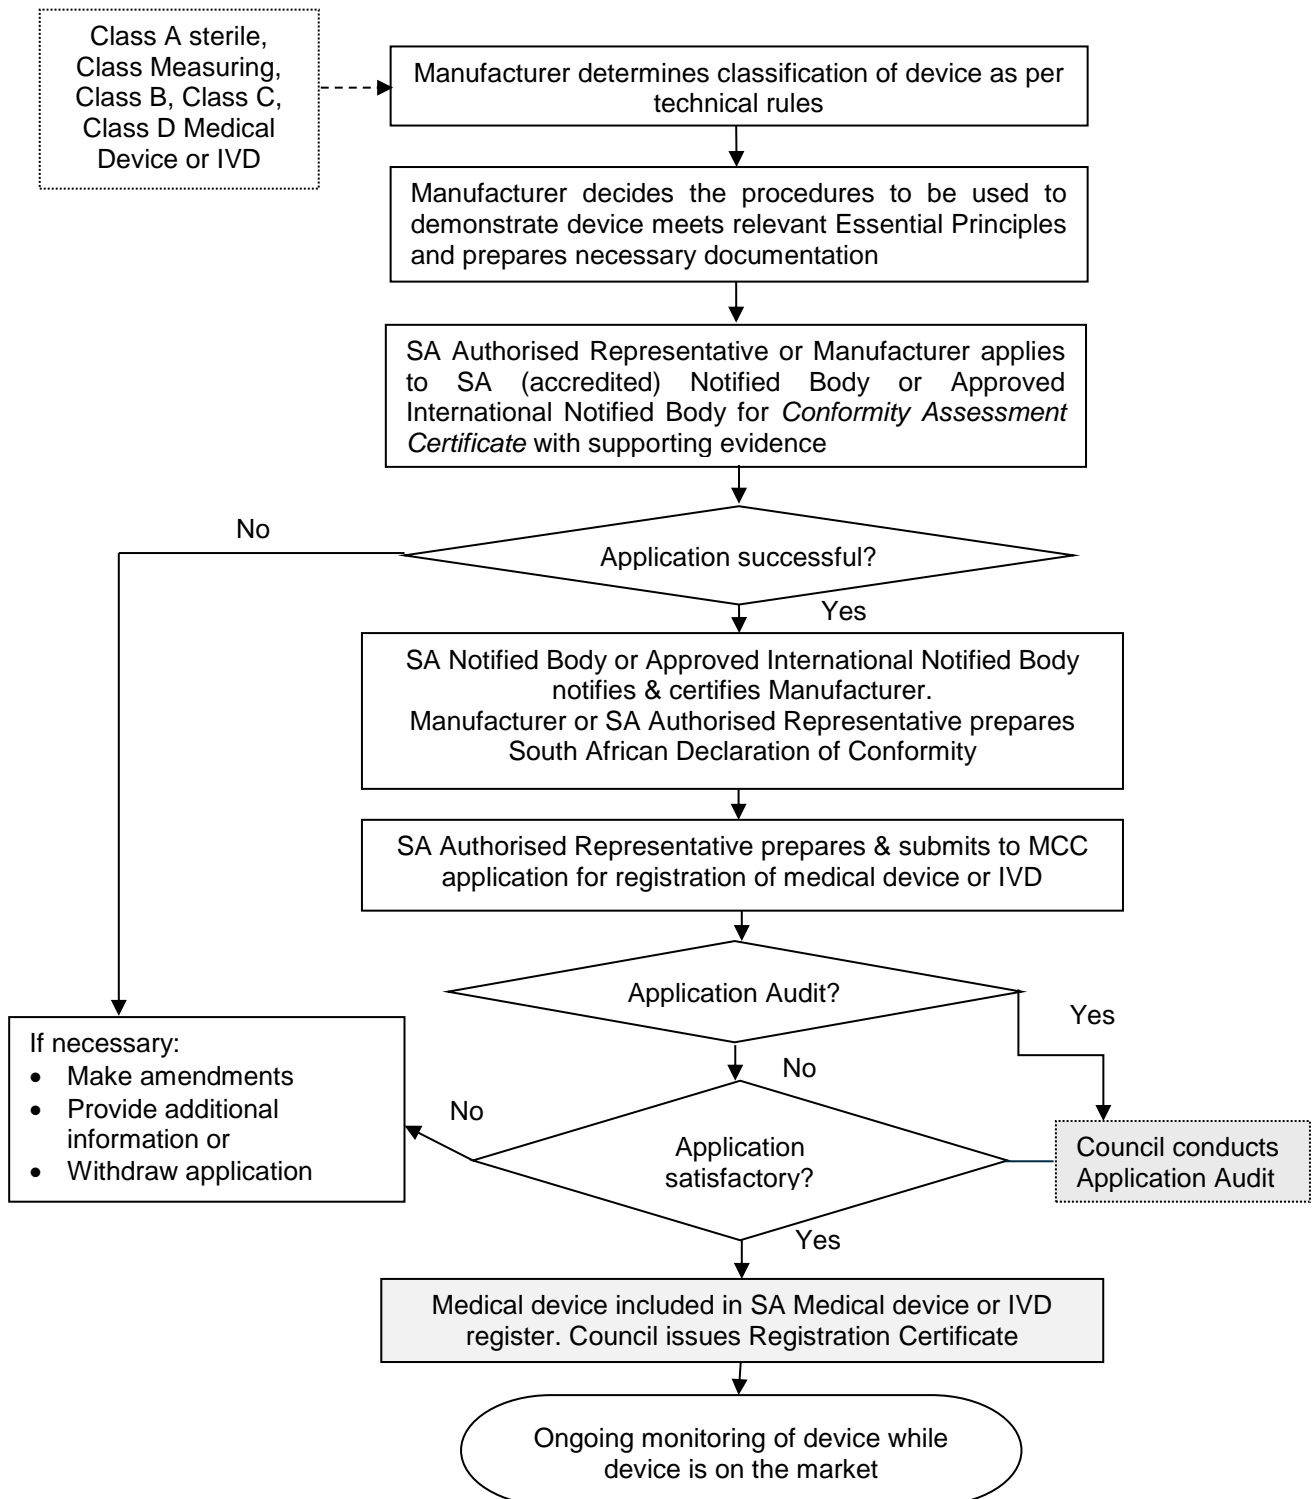 Class A sterile,
Class Measuring,
Class B, Class C,
Class D Medical
Device or IVD
Manufacturer determines classification of device as per
technical rules
Manufacturer decides the procedures to be used to
demonstrate device meets relevant Essential Principles
and prepares necessary documentation
SA Authorised Representative or Manufacturer applies
to SA (accredited) Notified Body or Approved
International Notified Body for Conformity Assessment
Certificate with supporting evidence
No
Application successful?
Yes
SA Notified Body or Approved International Notified Body
notifies & certifies Manufacturer.
Manufacturer or SA Authorised Representative prepares
South African Declaration of Conformity
SA Authorised Representative prepares & submits to MCC
application for registration of medical device or IVD
Application Audit?
Yes
No
If necessary:
• Make amendments
• Provide additional
information or
• Withdraw application
No
Application
satisfactory?
Council conducts
Application Audit
Yes
Medical device included in SA Medical device or IVD
register. Council issues Registration Certificate
Ongoing monitoring of device while
device is on the market